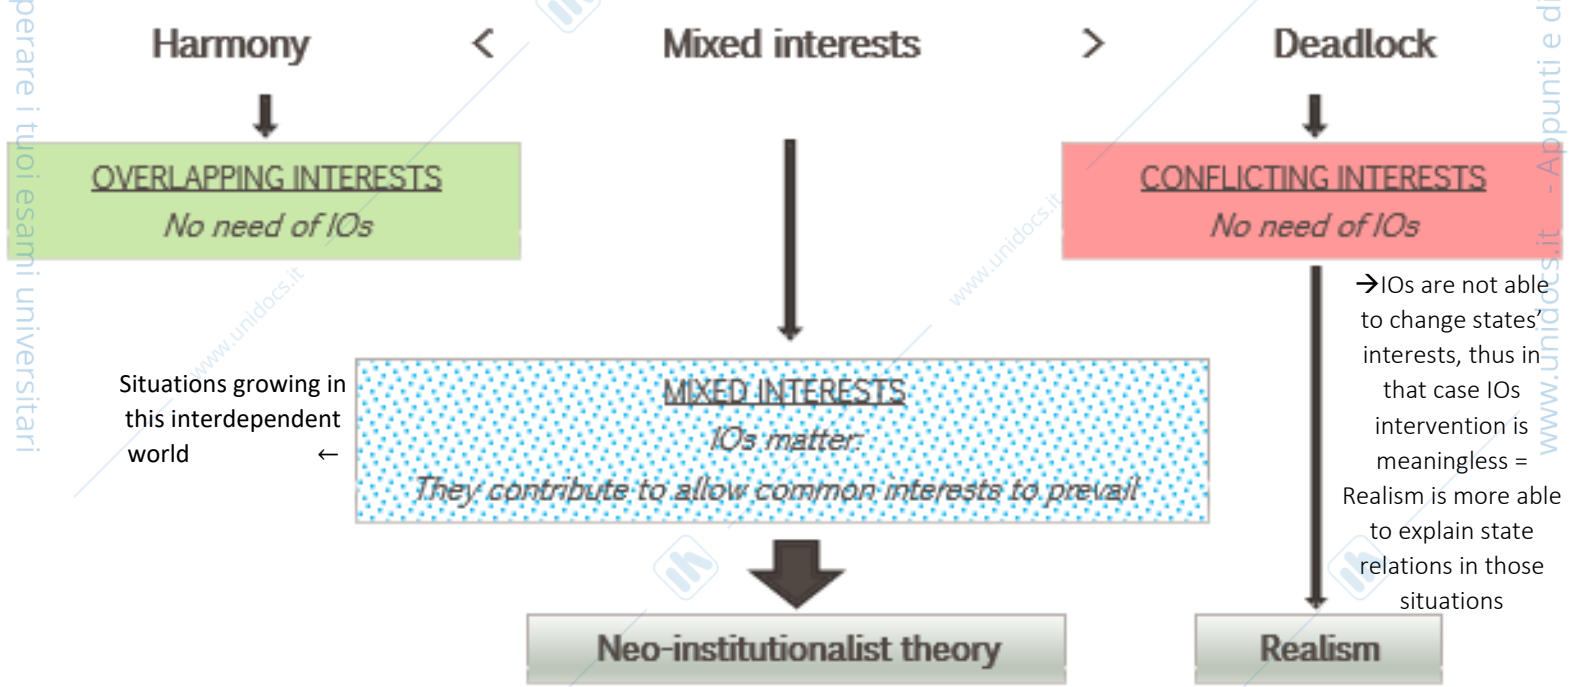 Harmony < Mixed interests > Deadlock
OVERLAPPING INTERESTS
No need of IOs
CONFLICTING INTERESTS
No need of IOs
→IOs are not able
to change states’
interests, thus in
that case IOs
intervention is
meaningless =
Realism is more able
to explain state
relations in those
situations
Situations growing in
this interdependent
world ←
MIXED INTERESTS
IOs matter:
They contribute to allow common interests to prevail
Neo-institutionalist theory
Realism
perare i tuoi esami universitari
www.unidocs.it - Appunti e di
www.unidocs.it
www.unidocs.it